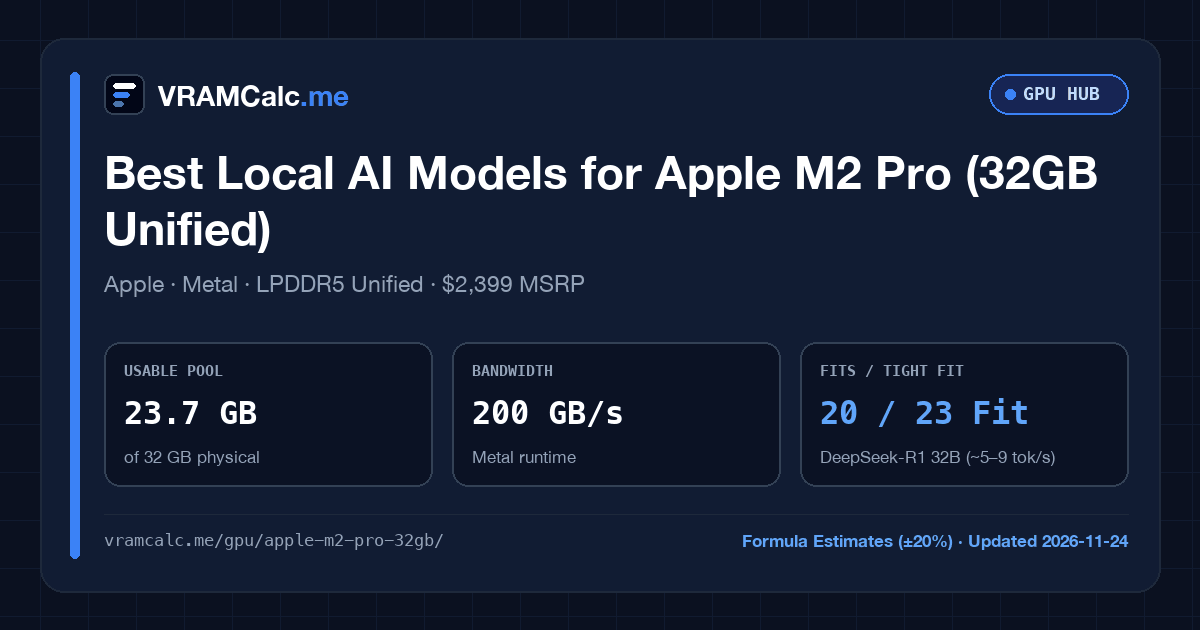 VRAMCalc.me
GPU HUB
Best Local AI Models for Apple M2 Pro (32GB
Unified)
Apple · Metal · LPDDR5 Unified · $2,399 MSRP
USABLE POOL
23.7 GB
of 32 GB physical
BANDWIDTH
200 GB/s
Metal runtime
FITS / TIGHT FIT
20 / 23 Fit
DeepSeek-R1 32B (~5–9 tok/s)
vramcalc.me/gpu/apple-m2-pro-32gb/
Formula Estimates (±20%) · Updated 2026-11-24